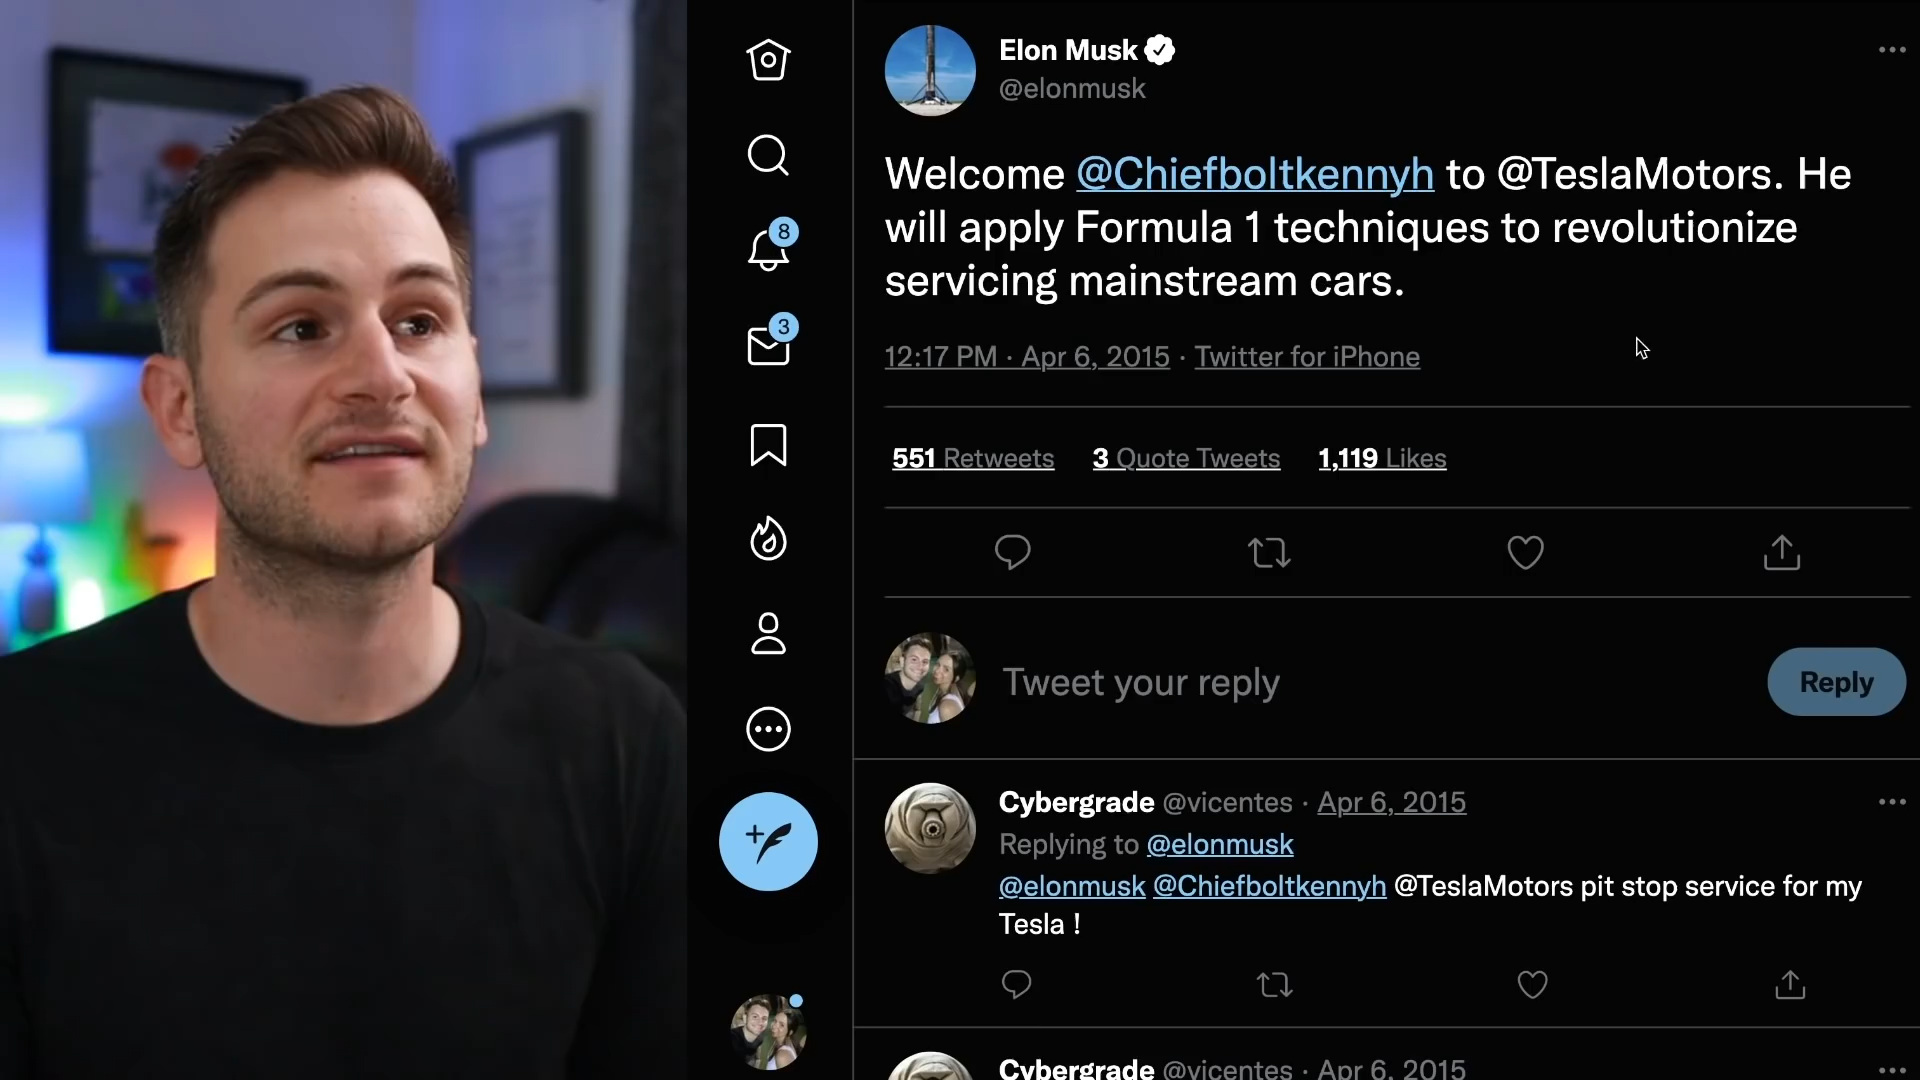 Elon Musk
@elonmusk
Welcome @Chiefboltkennyh to @TeslaMotors. He
will apply Formula 1 techniques to revolutionize
servicing mainstream cars.
12:17 PM · Apr 6, 2015 · Twitter for iPhone
551 Retweets 3 Quote Tweets 1,119 Likes
8
3
Tweet your reply
Reply
Cybergrade @vicentes · Apr 6, 2015
Replying to @elonmusk
@elonmusk @Chiefboltkennyh @TeslaMotors pit stop service for my
Tesla !
Cybergrade @vicentes · Apr 6, 2015